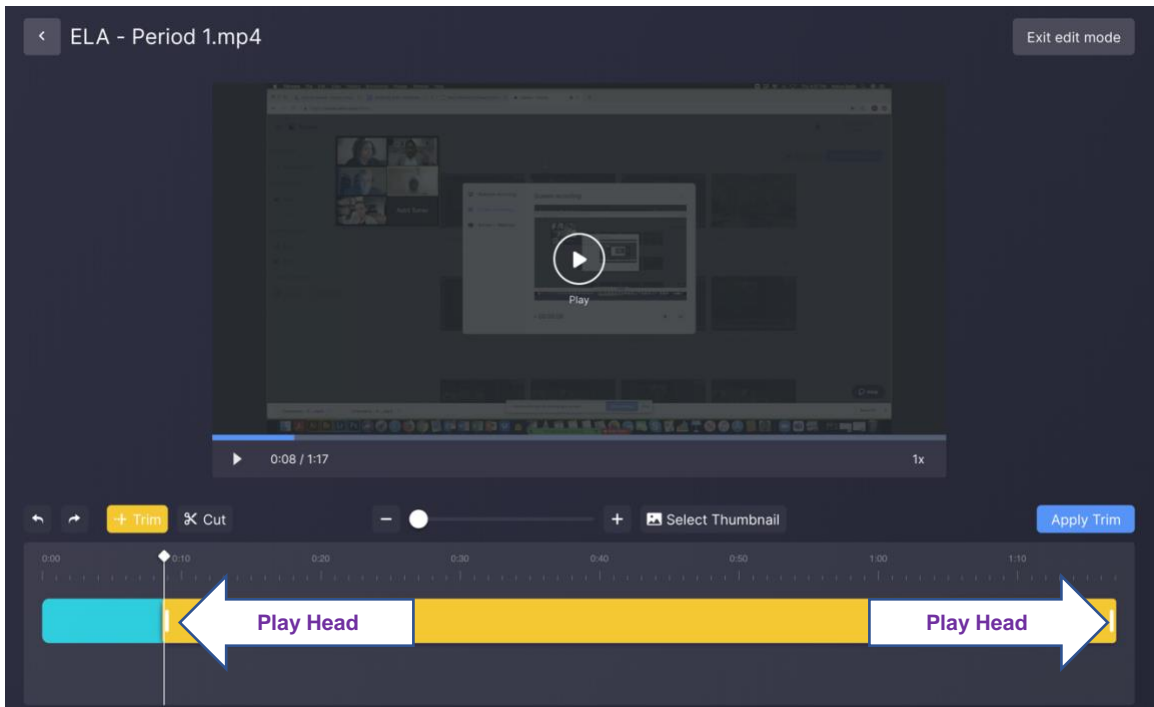 ELA - Period 1.mp4
Exit edit mode
Play
0:08 / 1:17
1x
+ Trim
Cut
Select Thumbnail
Apply Trim
0:00 0:10 0:20 0:30 0:40 0:50 1:00 1:10
Play Head
Play Head